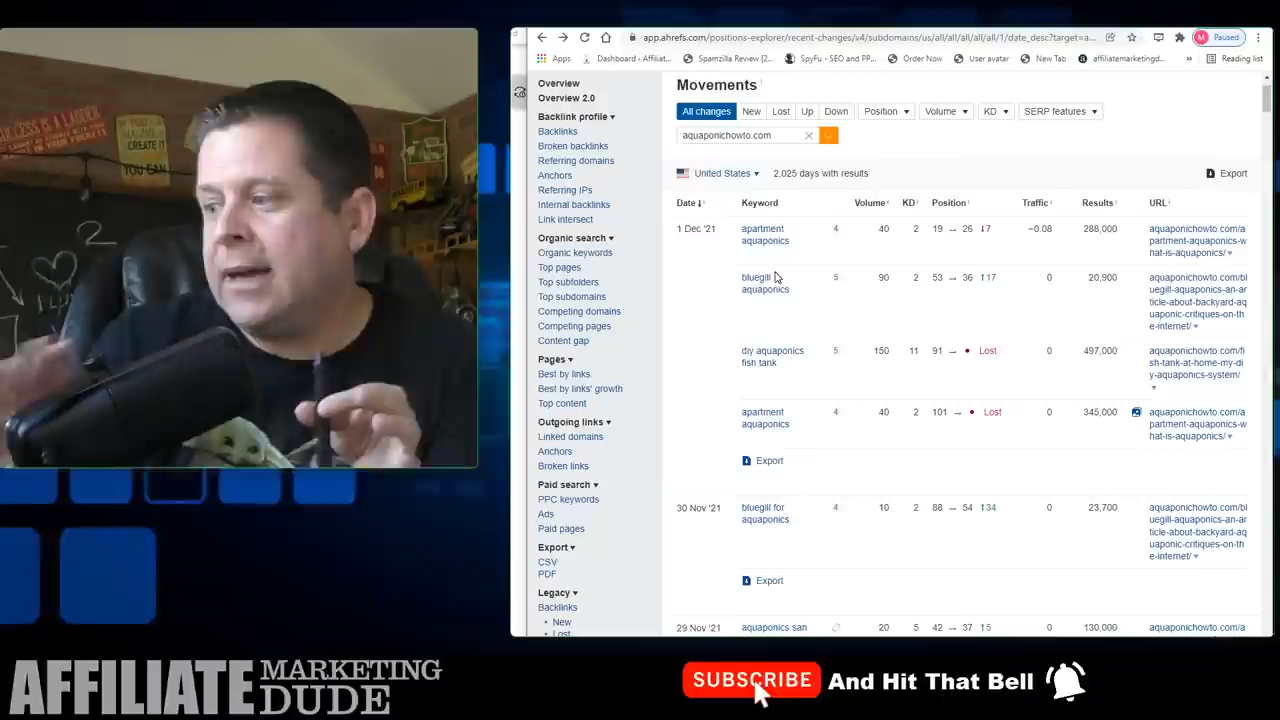 SUCCESS IS A LADDER
CREATE
IT
YOU
CAN
app.ahrefs.com/positions-explorer/recent-changes/v4/subdomains/us/all/all/all/all/all/1/date_desc?target=a...
M Paused
Apps
Dashboard ‹ Affiliat...
Spamzilla Review [2...
SpyFu - SEO and PP...
Order Now
User avatar
New Tab
affiliatemarketingd...
»
Reading list
Overview
Overview 2.0
Backlink profile
Backlinks
Broken backlinks
Referring domains
Anchors
Referring IPs
Internal backlinks
Link intersect
Organic search
Organic keywords
Top pages
Top subfolders
Top subdomains
Competing domains
Competing pages
Content gap
Pages
Best by links
Best by links' growth
Top content
Outgoing links
Linked domains
Anchors
Broken links
Paid search
PPC keywords
Ads
Paid pages
Export
CSV
PDF
Legacy
Backlinks
New
Lost
Movements
All changes New Lost Up Down Position Volume KD SERP features
aquaponichowto.com
United States 2,025 days with results Export
Date Keyword Volume KD Position Traffic Results URL
1 Dec '21 apartment aquaponics 4 40 2 19 → 26 ↓7 −0.08 288,000 aquaponichowto.com/apartment-aquaponics-what-is-aquaponics/
bluegill aquaponics 5 90 2 53 → 36 ↑17 0 20,900 aquaponichowto.com/bluegill-aquaponics-an-article-about-backyard-aquaponic-critiques-on-the-internet/
diy aquaponics fish tank 5 150 11 91 → Lost 0 497,000 aquaponichowto.com/fish-tank-at-home-my-diy-aquaponics-system/
apartment aquaponics 4 40 2 101 → Lost 0 345,000 aquaponichowto.com/apartment-aquaponics-what-is-aquaponics/
Export
30 Nov '21 bluegill for aquaponics 4 10 2 88 → 54 ↑34 0 23,700 aquaponichowto.com/bluegill-aquaponics-an-article-about-backyard-aquaponic-critiques-on-the-internet/
Export
29 Nov '21 aquaponics san 20 5 42 → 37 ↑5 0 130,000 aquaponichowto.com/a
AFFILIATE MARKETING DUDE
SUBSCRIBE And Hit That Bell